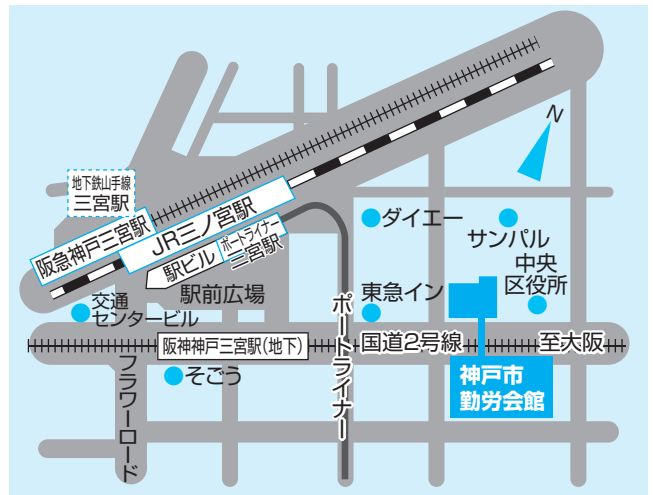 N
地下鉄山手線
三宮駅
阪急神戸三宮駅
JR三ノ宮駅
ポートライナー
三宮駅
駅ビル
駅前広場
ダイエー
サンパル
中央
区役所
東急イン
交通
センタービル
阪神神戸三宮駅(地下)
国道2号線
至大阪
そごう
フラワーロード
ポートライナー
神戸市
勤労会館